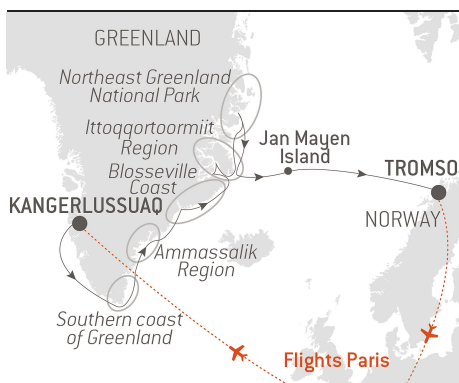 GREENLAND
Northeast Greenland
National Park
Ittoqqortoormiit
Region
Jan Mayen
Island
Blosseville
Coast
TROMSO
KANGERLUSSUAQ
NORWAY
Ammassalik
Region
Southern coast
of Greenland
Flights Paris